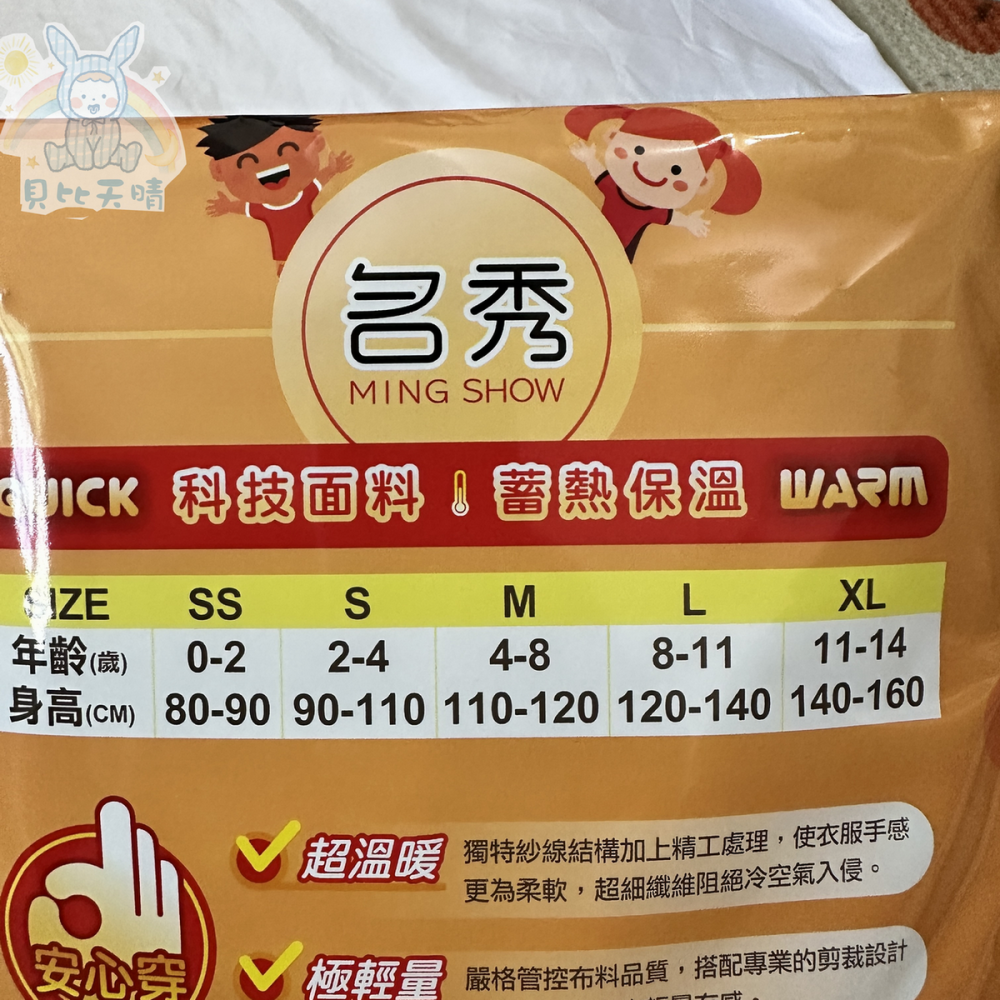 貝比天晴
名秀
MING SHOW
QUICK 科技面料 蓄熱保溫 WARM
SIZE SS S M L XL
年齡(歲) 0-2 2-4 4-8 8-11 11-14
身高(CM) 80-90 90-110 110-120 120-140 140-160
超溫暖 獨特紗線結構加上精工處理，使衣服手感
更為柔軟，超細纖維阻絕冷空氣入侵。
安心穿
極輕量 嚴格管控布料品質，搭配專業的剪裁設計